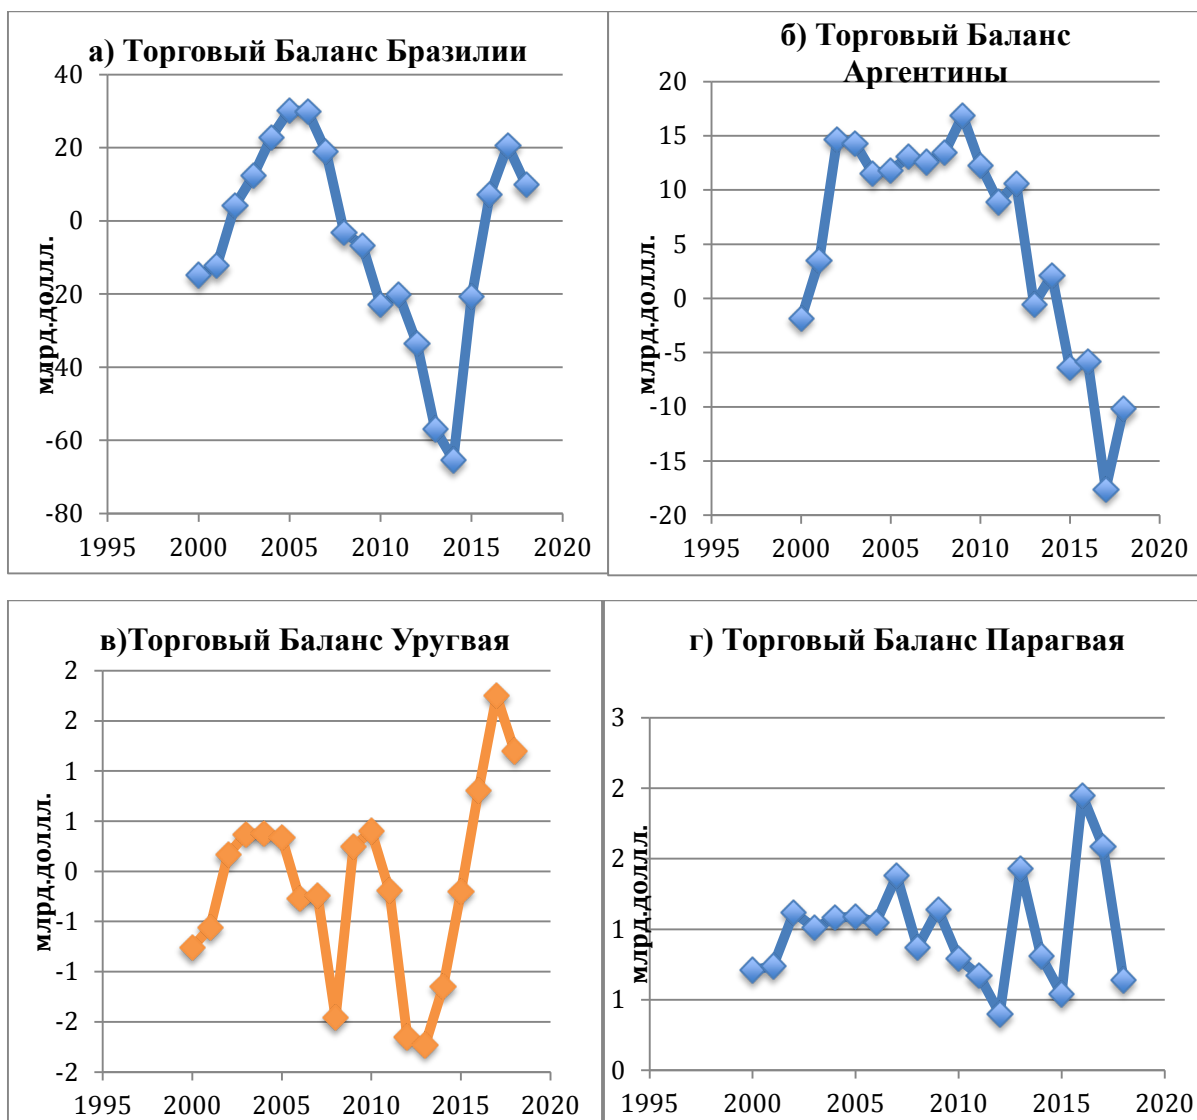 а) Торговый Баланс Бразилии
млрд.доллл.
40
20
0
-20
-40
-60
-80
1995 2000 2005 2010 2015 2020
б) Торговый Баланс
Аргентины
млрд.доллл.
20
15
10
5
0
-5
-10
-15
-20
1995 2000 2005 2010 2015 2020
в)Торговый Баланс Уругвая
млрд.доллл.
2
2
1
1
0
-1
-1
-2
-2
1995 2000 2005 2010 2015 2020
г) Торговый Баланс Парагвая
млрд.доллл.
3
2
2
1
1
0
1995 2000 2005 2010 2015 2020